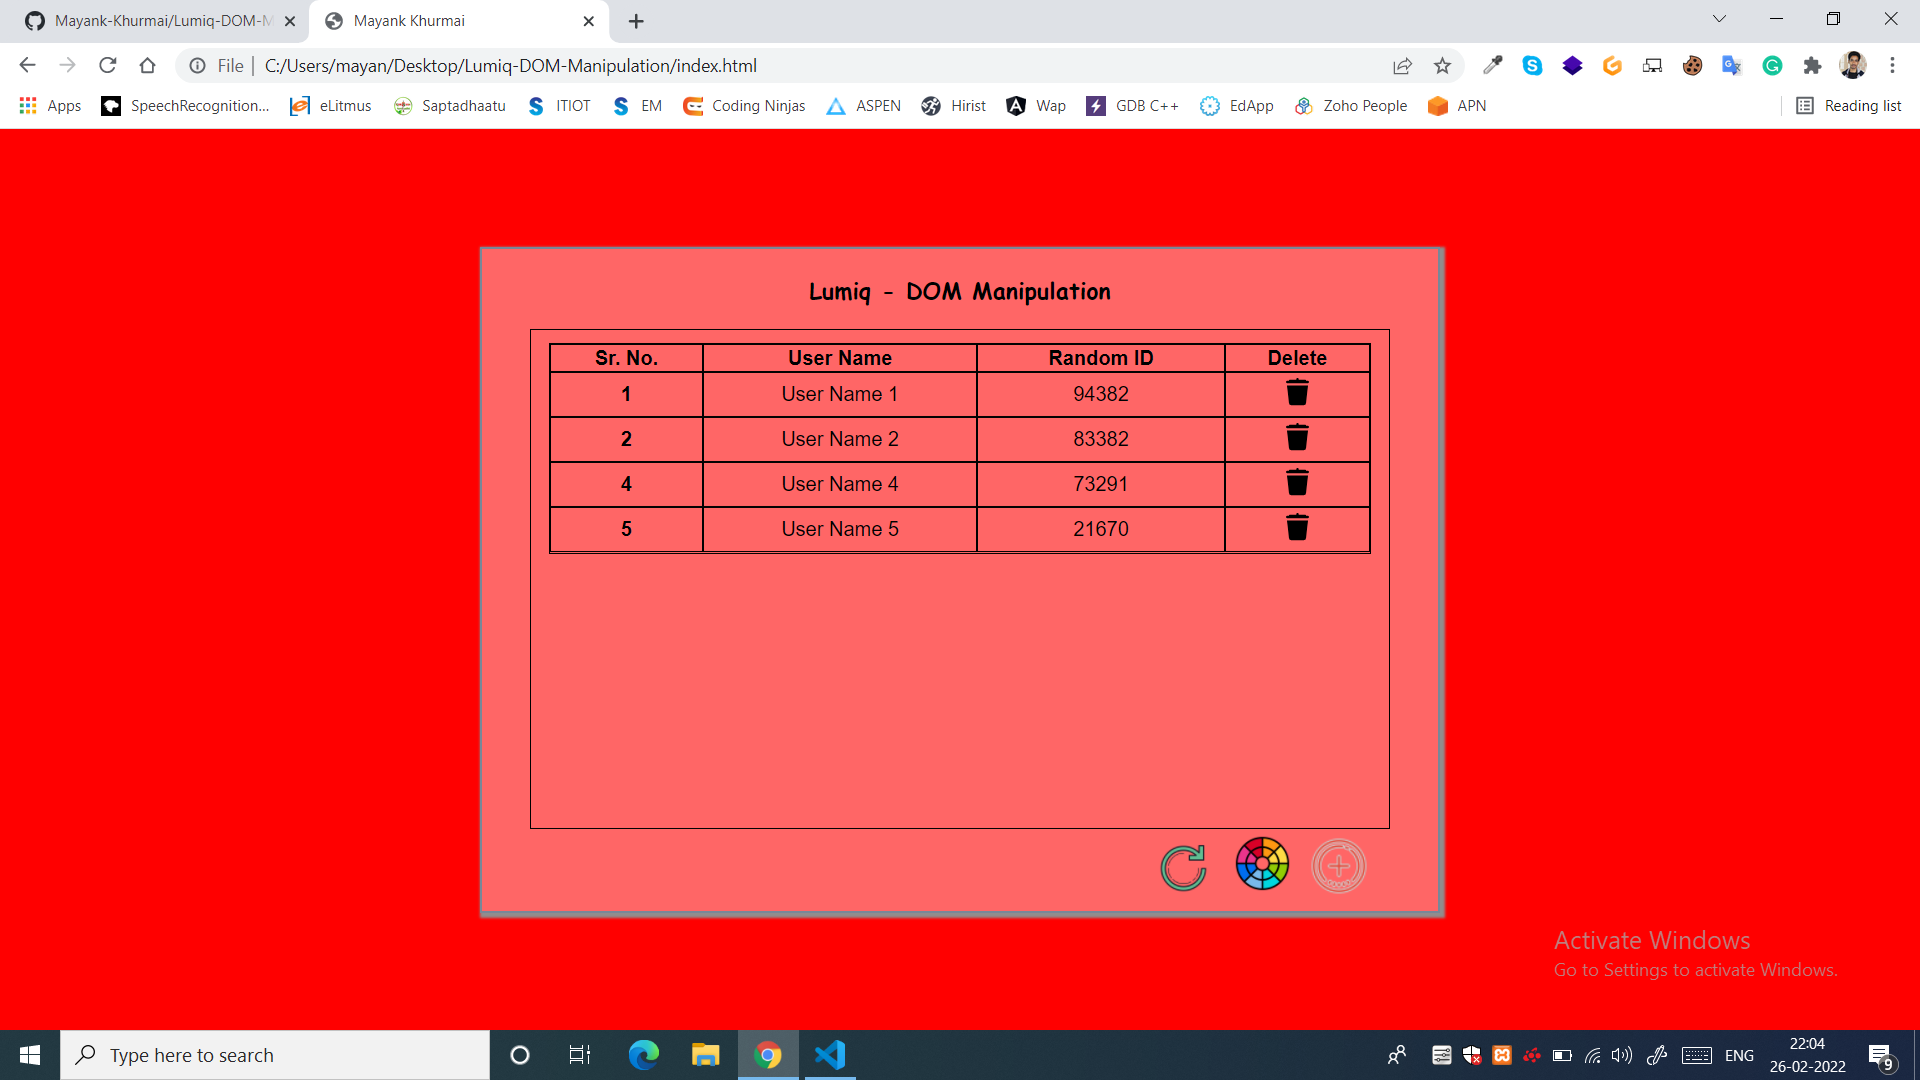 Mayank-Khurmai/Lumiq-DOM-M
Mayank Khurmai
File
C:/Users/mayan/Desktop/Lumiq-DOM-Manipulation/index.html
Apps SpeechRecognition... eLitmus Saptadhaatu ITIOT EM Coding Ninjas ASPEN Hirist Wap GDB C++ EdApp Zoho People APN Reading list
Lumiq - DOM Manipulation
Sr. No. User Name Random ID Delete
1 User Name 1 94382
2 User Name 2 83382
4 User Name 4 73291
5 User Name 5 21670
Activate Windows
Go to Settings to activate Windows.
Type here to search
ENG
22:04
26-02-2022
9